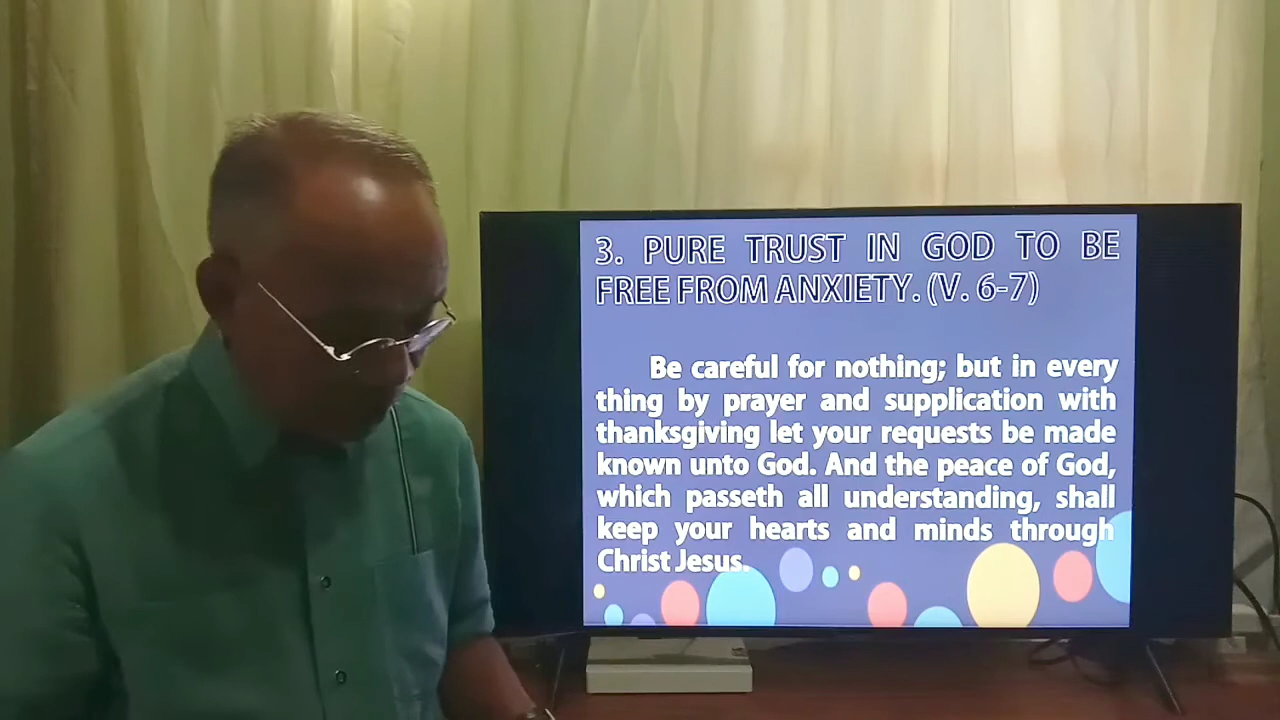 3. PURE TRUST IN GOD TO BE
FREE FROM ANXIETY. (V. 6-7)
Be careful for nothing; but in every
thing by prayer and supplication with
thanksgiving let your requests be made
known unto God. And the peace of God,
which passeth all understanding, shall
keep your hearts and minds through
Christ Jesus.